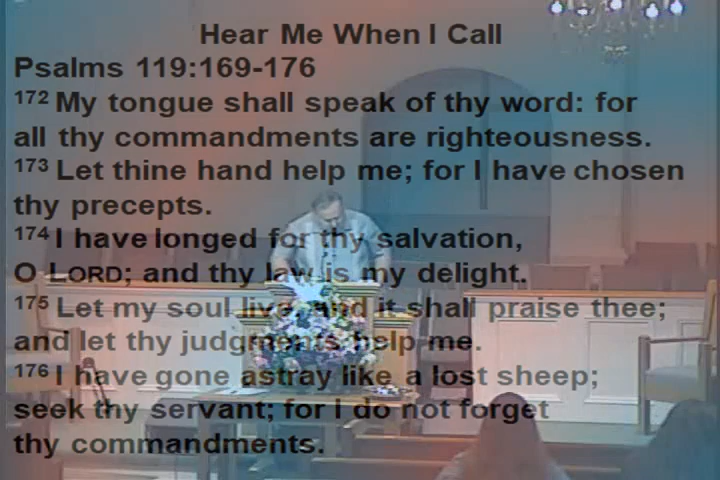 Hear Me When I Call
Psalms 119:169-176
172 My tongue shall speak of thy word: for
all thy commandments are righteousness.
173 Let thine hand help me; for I have chosen
thy precepts.
174 I have longed for thy salvation,
O LORD; and thy law is my delight.
175 Let my soul live, and it shall praise thee;
and let thy judgments help me.
176 I have gone astray like a lost sheep;
seek thy servant; for I do not forget
thy commandments.